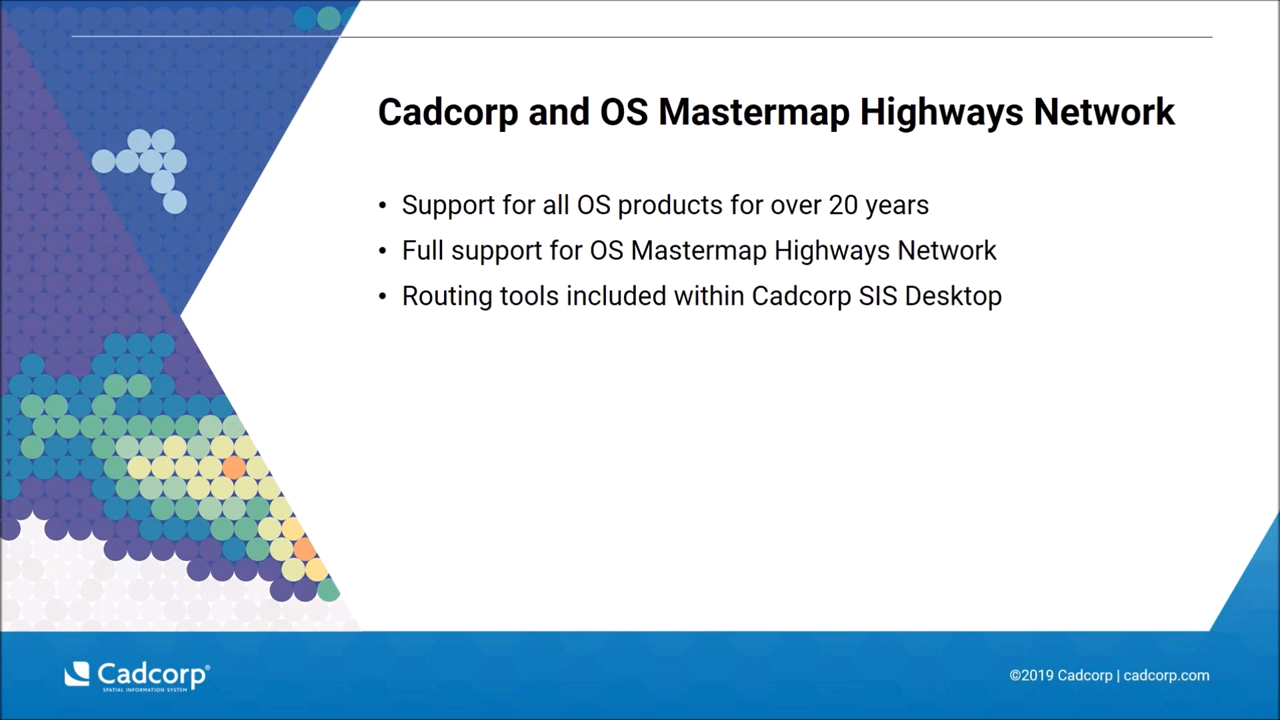 Cadcorp and OS Mastermap Highways Network
• Support for all OS products for over 20 years
• Full support for OS Mastermap Highways Network
• Routing tools included within Cadcorp SIS Desktop
Cadcorp®
SPATIAL INFORMATION SYSTEM
©2019 Cadcorp | cadcorp.com